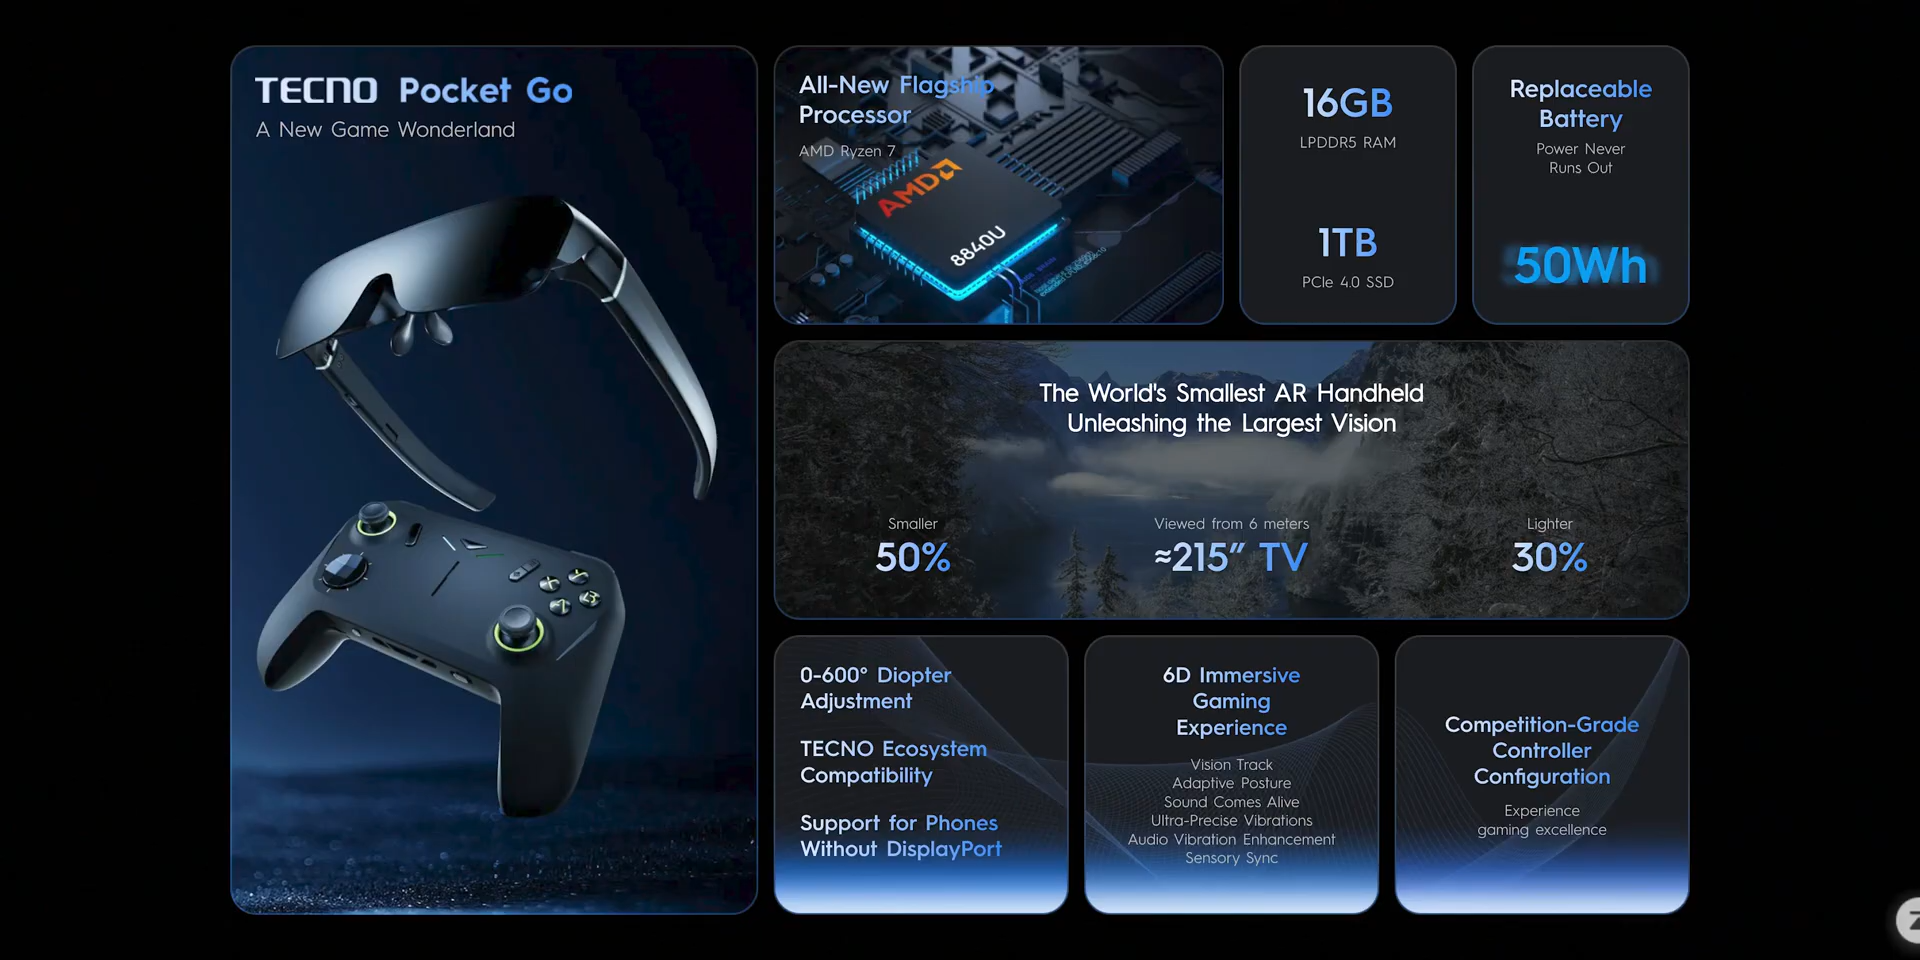 TECNO Pocket Go
A New Game Wonderland
All-New Flagship
Processor
AMD Ryzen 7
AMD
8840U
16GB
LPDDR5 RAM
1TB
PCIe 4.0 SSD
Replaceable
Battery
Power Never
Runs Out
50Wh
The World's Smallest AR Handheld
Unleashing the Largest Vision
Smaller
50%
Viewed from 6 meters
≈215″ TV
Lighter
30%
0-600° Diopter
Adjustment
TECNO Ecosystem
Compatibility
Support for Phones
Without DisplayPort
6D Immersive
Gaming
Experience
Vision Track
Adaptive Posture
Sound Comes Alive
Ultra-Precise Vibrations
Audio Vibration Enhancement
Sensory Sync
Competition-Grade
Controller
Configuration
Experience
gaming excellence